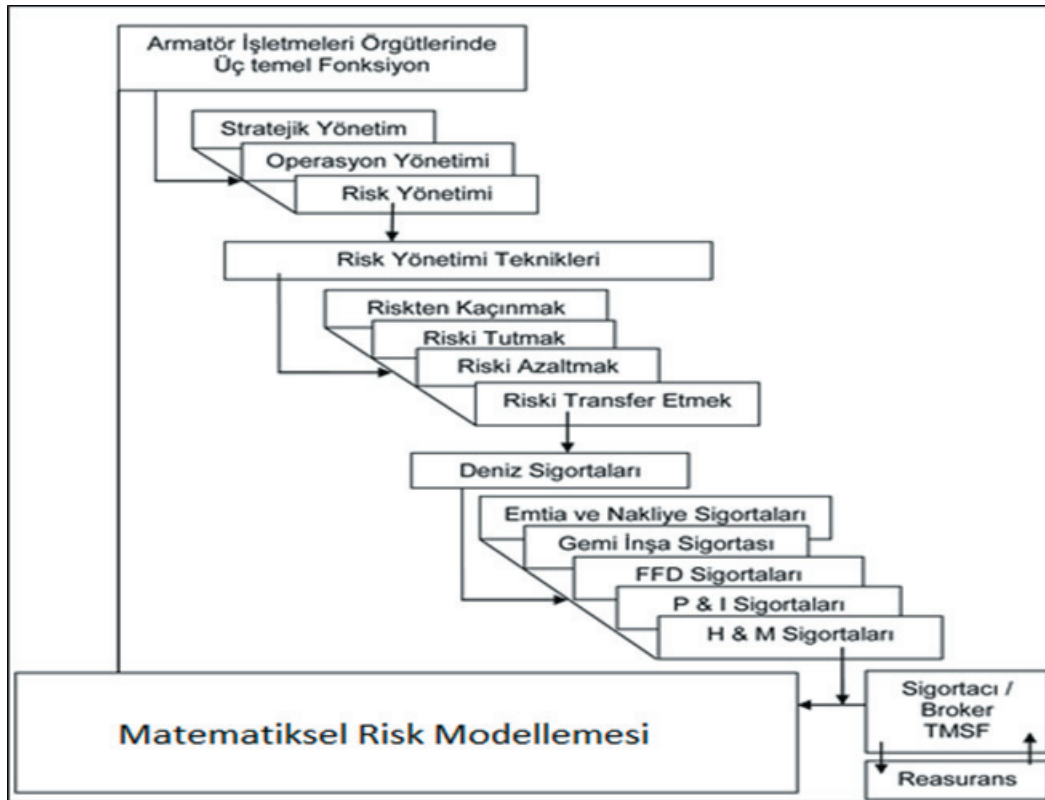 Armatör İşletmeleri Örgütlerinde
Üç temel Fonksiyon
Stratejik Yönetim
Operasyon Yönetimi
Risk Yönetimi
Risk Yönetimi Teknikleri
Riskten Kaçınmak
Riski Tutmak
Riski Azaltmak
Riski Transfer Etmek
Deniz Sigortaları
Emtia ve Nakliye Sigortaları
Gemi İnşa Sigortası
FFD Sigortaları
P & I Sigortaları
H & M Sigortaları
Sigortacı /
Broker
TMSF
Reasurans
Matematiksel Risk Modellemesi